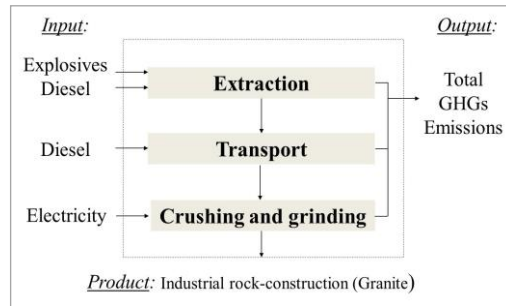 Input:
Output:
Explosives
Diesel
Extraction
Total
GHGs
Emissions
Diesel
Transport
Electricity
Crushing and grinding
Product: Industrial rock-construction (Granite)